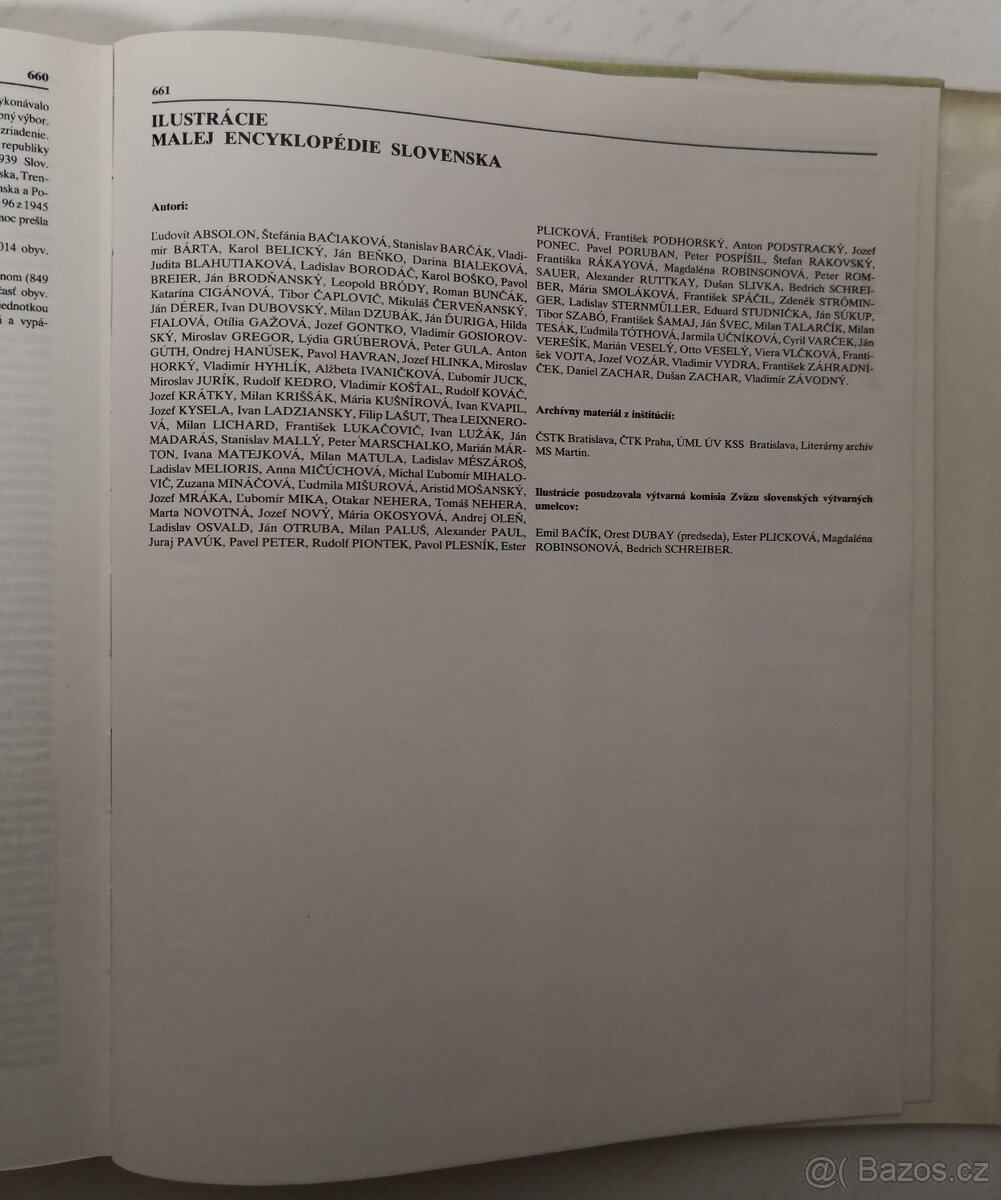 660
ykonávalo
oný výbor.
zriadenie.
republiky
939 Slov.
ska, Tren-
nska a Po-
96 z 1945
noc prešla
014 obyv.
nom (849
časť obyv.
jednotkou
á a vypá-
661
ILUSTRÁCIE
MALEJ ENCYKLOPÉDIE SLOVENSKA
Autori:
Ľudovít ABSOLON, Štefánia BAČIAKOVÁ, Stanislav BARČÁK, Vladi-
mír BÁRTA, Karol BELICKÝ, Ján BEŇKO, Darina BIALEKOVÁ,
Judita BLAHUTIAKOVÁ, Ladislav BORODÁČ, Karol BOŠKO, Pavol
BREIER, Ján BRODŇANSKÝ, Leopold BRÓDY, Roman BUNČÁK,
Katarína CIGÁNOVÁ, Tibor ČAPLOVIČ, Mikuláš ČERVEŇANSKÝ,
Ján DÉRER, Ivan DUBOVSKÝ, Milan DZUBÁK, Ján ĎURIGA, Hilda
FIALOVÁ, Otília GAŽOVÁ, Jozef GONTKO, Vladimír GOSIOROV-
SKÝ, Miroslav GREGOR, Lýdia GRÚBEROVÁ, Peter GULA, Anton
GÚTH, Ondrej HANÚSEK, Pavol HAVRAN, Jozef HLINKA, Miroslav
HORKÝ, Vladimír HYHLÍK, Alžbeta IVANIČKOVÁ, Ľubomír JUCK,
Miroslav JURÍK, Rudolf KEDRO, Vladimír KOŠŤAL, Rudolf KOVÁČ,
Jozef KRÁTKY, Milan KRIŠŠÁK, Mária KUŠNÍROVÁ, Ivan KVAPIL,
Jozef KYSELA, Ivan LADZIANSKY, Filip LAŠUT, Thea LEIXNERO-
VÁ, Milan LICHARD, František LUKAČOVIČ, Ivan LUŽÁK, Ján
MADARÁS, Stanislav MALLÝ, Peter MARSCHALKO, Marián MÁR-
TON, Ivana MATEJKOVÁ, Milan MATULA, Ladislav MÉSZÁROŠ,
Ladislav MELIORIS, Anna MIČÚCHOVÁ, Michal Ľubomír MIHALO-
VIČ, Zuzana MINÁČOVÁ, Ľudmila MIŠUROVÁ, Aristid MOŠANSKÝ,
Jozef MRÁKA, Ľubomír MIKA, Otakar NEHERA, Tomáš NEHERA,
Marta NOVOTNÁ, Jozef NOVÝ, Mária OKOSYOVÁ, Andrej OLEŇ,
Ladislav OSVALD, Ján OTRUBA, Milan PALUŠ, Alexander PAUL,
Juraj PAVÚK, Pavel PETER, Rudolf PIONTEK, Pavol PLESNÍK, Ester
PLICKOVÁ, František PODHORSKÝ, Anton PODSTRACKÝ, Jozef
PONEC, Pavel PORUBAN, Peter POSPÍŠIL, Štefan RAKOVSKÝ,
Františka RÁKAYOVÁ, Magdaléna ROBINSONOVÁ, Peter ROM-
SAUER, Alexander RUTTKAY, Dušan SLIVKA, Bedrich SCHREI-
BER, Mária SMOLÁKOVÁ, František SPÁČIL, Zdeněk STRÖMIN-
GER, Ladislav STERNMÜLLER, Eduard STUDNIČKA, Ján SÚKUP,
Tibor SZABÓ, František ŠAMAJ, Ján ŠVEC, Milan TALARČÍK, Milan
TESÁK, Ľudmila TÓTHOVÁ, Jarmila UČNÍKOVÁ, Cyril VARČEK, Ján
VEREŠÍK, Marián VESELÝ, Otto VESELÝ, Viera VLČKOVÁ, Franti-
šek VOJTA, Jozef VOZÁR, Vladimír VYDRA, František ZÁHRADNÍ-
ČEK, Daniel ZACHAR, Dušan ZACHAR, Vladimír ZÁVODNÝ.
Archívny materiál z inštitúcií:
ČSTK Bratislava, ČTK Praha, ÚML ÚV KSS Bratislava, Literárny archív
MS Martin.
Ilustrácie posudzovala výtvarná komisia Zväzu slovenských výtvarných
umelcov:
Emil BAČÍK, Orest DUBAY (predseda), Ester PLICKOVÁ, Magdaléna
ROBINSONOVÁ, Bedrich SCHREIBER.
@( Bazos.cz